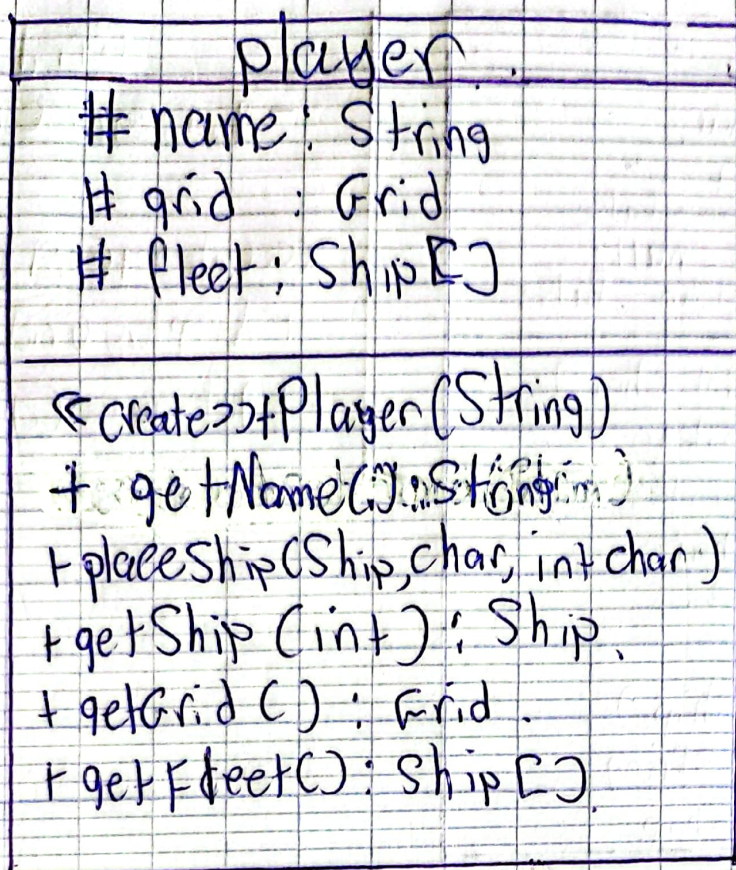 player
# name : String
# grid : Grid
# fleet : Ship []
<<create>>+Player(String)
+ getName() : String
+ placeShip(Ship, char, int char)
+ getShip (int) : Ship.
+ getGrid () : Grid.
+ getFleet() : Ship [].